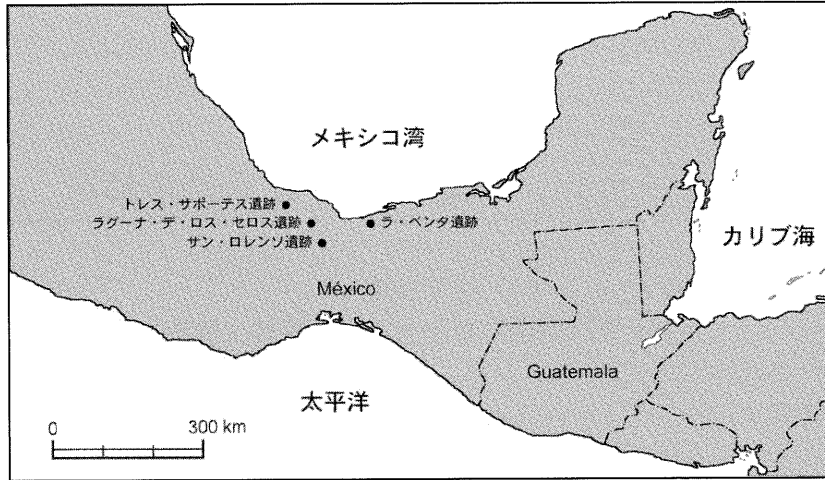 メキシコ湾
トレス・サポーテス遺跡
ラグーナ・デ・ロス・セロス遺跡
ラ・ベンタ遺跡
サン・ロレンソ遺跡
カリブ海
México
Guatemala
太平洋
0 300 km